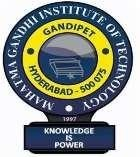 MAHATMA GANDHI INSTITUTE OF TECHNOLOGY
GANDIPET
HYDERABAD - 500 075
1997
KNOWLEDGE
IS
POWER